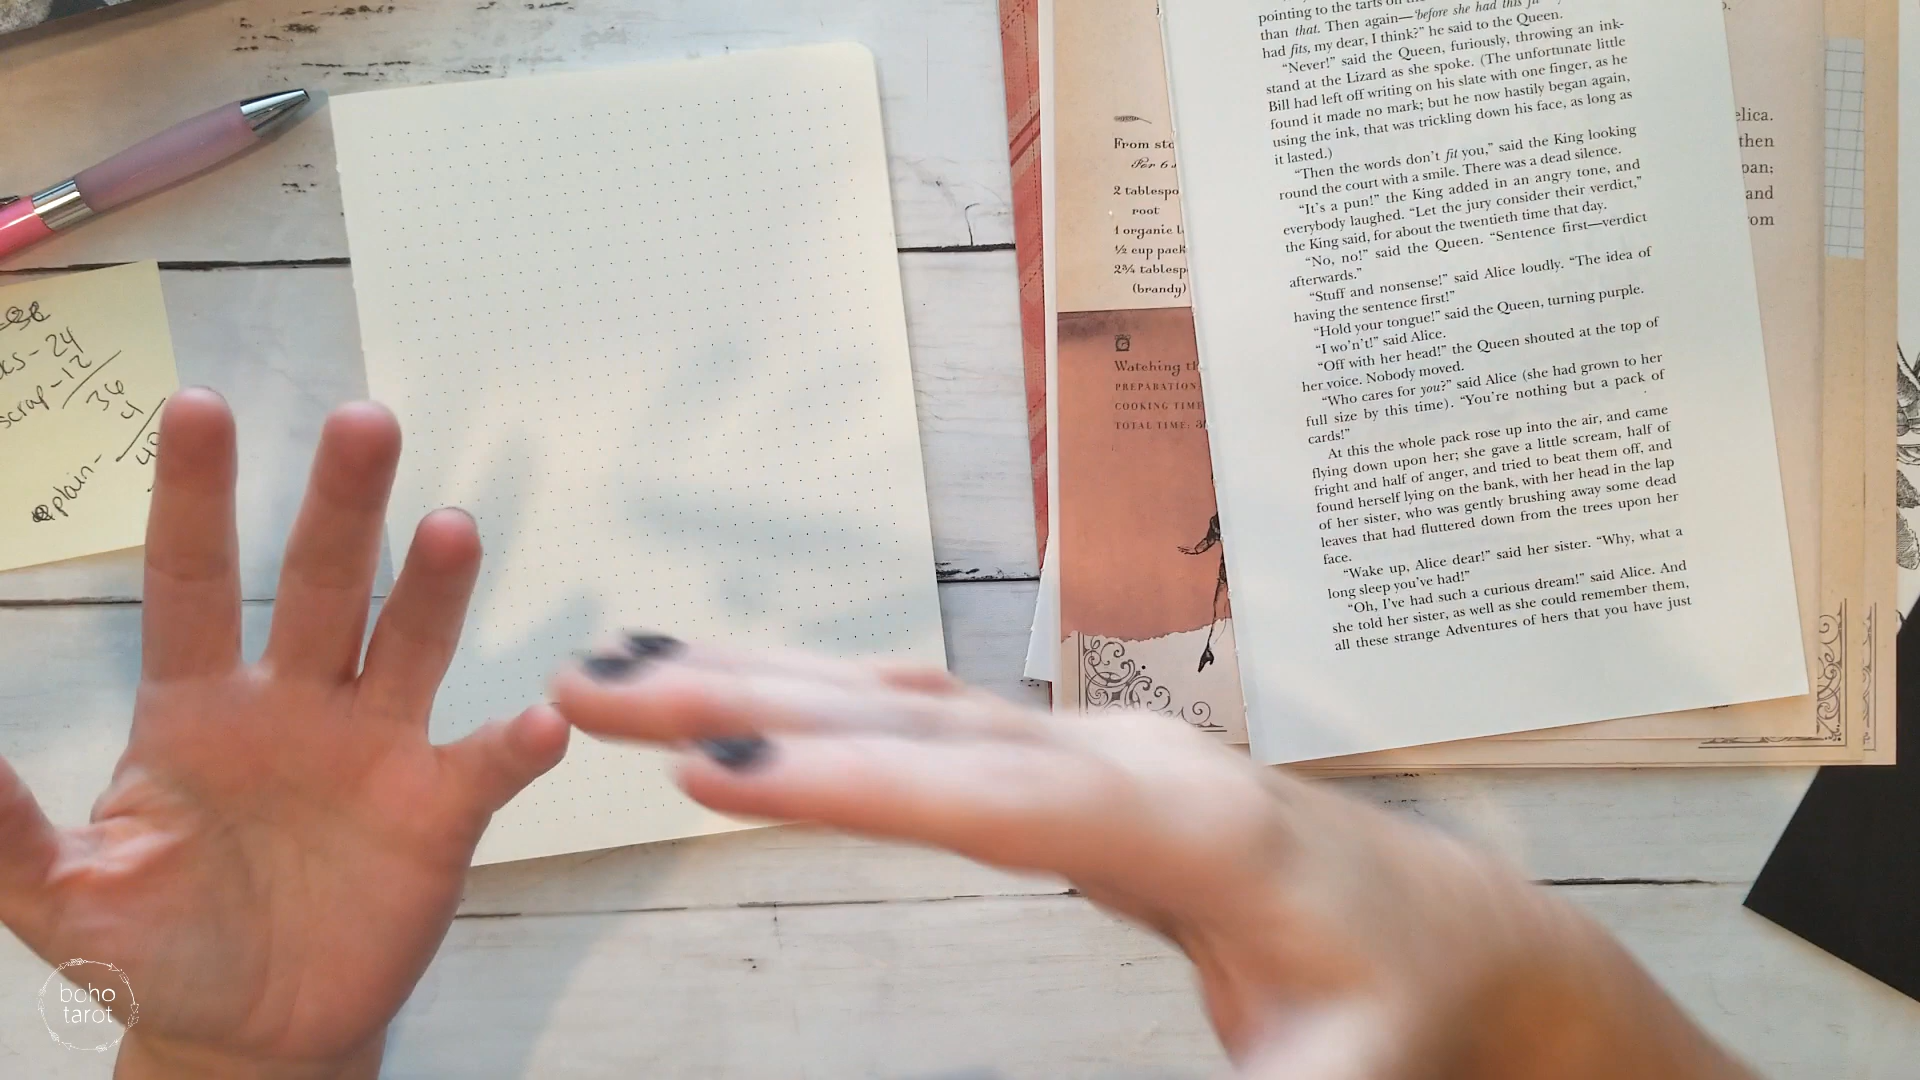 24
scrap - 12
36
4
plain -
From sto
Per 6
2 tablespo
root
1 organic
½ cup pack
2¾ tablesp
(brandy)
Watching th
PREPARATION
COOKING TIME
TOTAL TIME: 3
pointing to the tarts on
than that. Then again—"before she had this
had fits, my dear, I think?" he said to the Queen.
"Never!" said the Queen, furiously, throwing an ink-
stand at the Lizard as she spoke. (The unfortunate little
Bill had left off writing on his slate with one finger, as he
found it made no mark; but he now hastily began again,
using the ink, that was trickling down his face, as long as
it lasted.)
"Then the words don't fit you," said the King looking
round the court with a smile. There was a dead silence.
"It's a pun!" the King added in an angry tone, and
everybody laughed. "Let the jury consider their verdict,"
the King said, for about the twentieth time that day.
"No, no!" said the Queen. "Sentence first—verdict
afterwards."
"Stuff and nonsense!" said Alice loudly. "The idea of
having the sentence first!"
"Hold your tongue!" said the Queen, turning purple.
"I wo'n't!" said Alice.
"Off with her head!" the Queen shouted at the top of
her voice. Nobody moved.
"Who cares for you?" said Alice (she had grown to her
full size by this time). "You're nothing but a pack of
cards!"
At this the whole pack rose up into the air, and came
flying down upon her; she gave a little scream, half of
fright and half of anger, and tried to beat them off, and
found herself lying on the bank, with her head in the lap
of her sister, who was gently brushing away some dead
leaves that had fluttered down from the trees upon her
face.
"Wake up, Alice dear!" said her sister. "Why, what a
long sleep you've had!"
"Oh, I've had such a curious dream!" said Alice. And
she told her sister, as well as she could remember them,
all these strange Adventures of hers that you have just
elica.
then
pan;
and
rom
boho
tarot